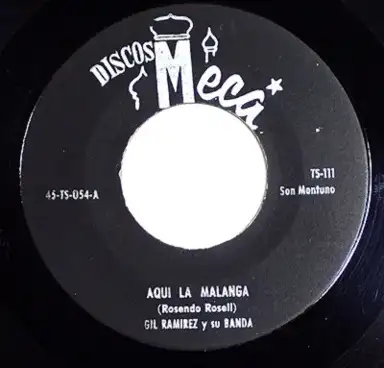 DISCOS
Meca
45-TS-054-A
TS-111
Son Montuno
AQUI LA MALANGA
(Rosendo Rosell)
GIL RAMIREZ y su BANDA